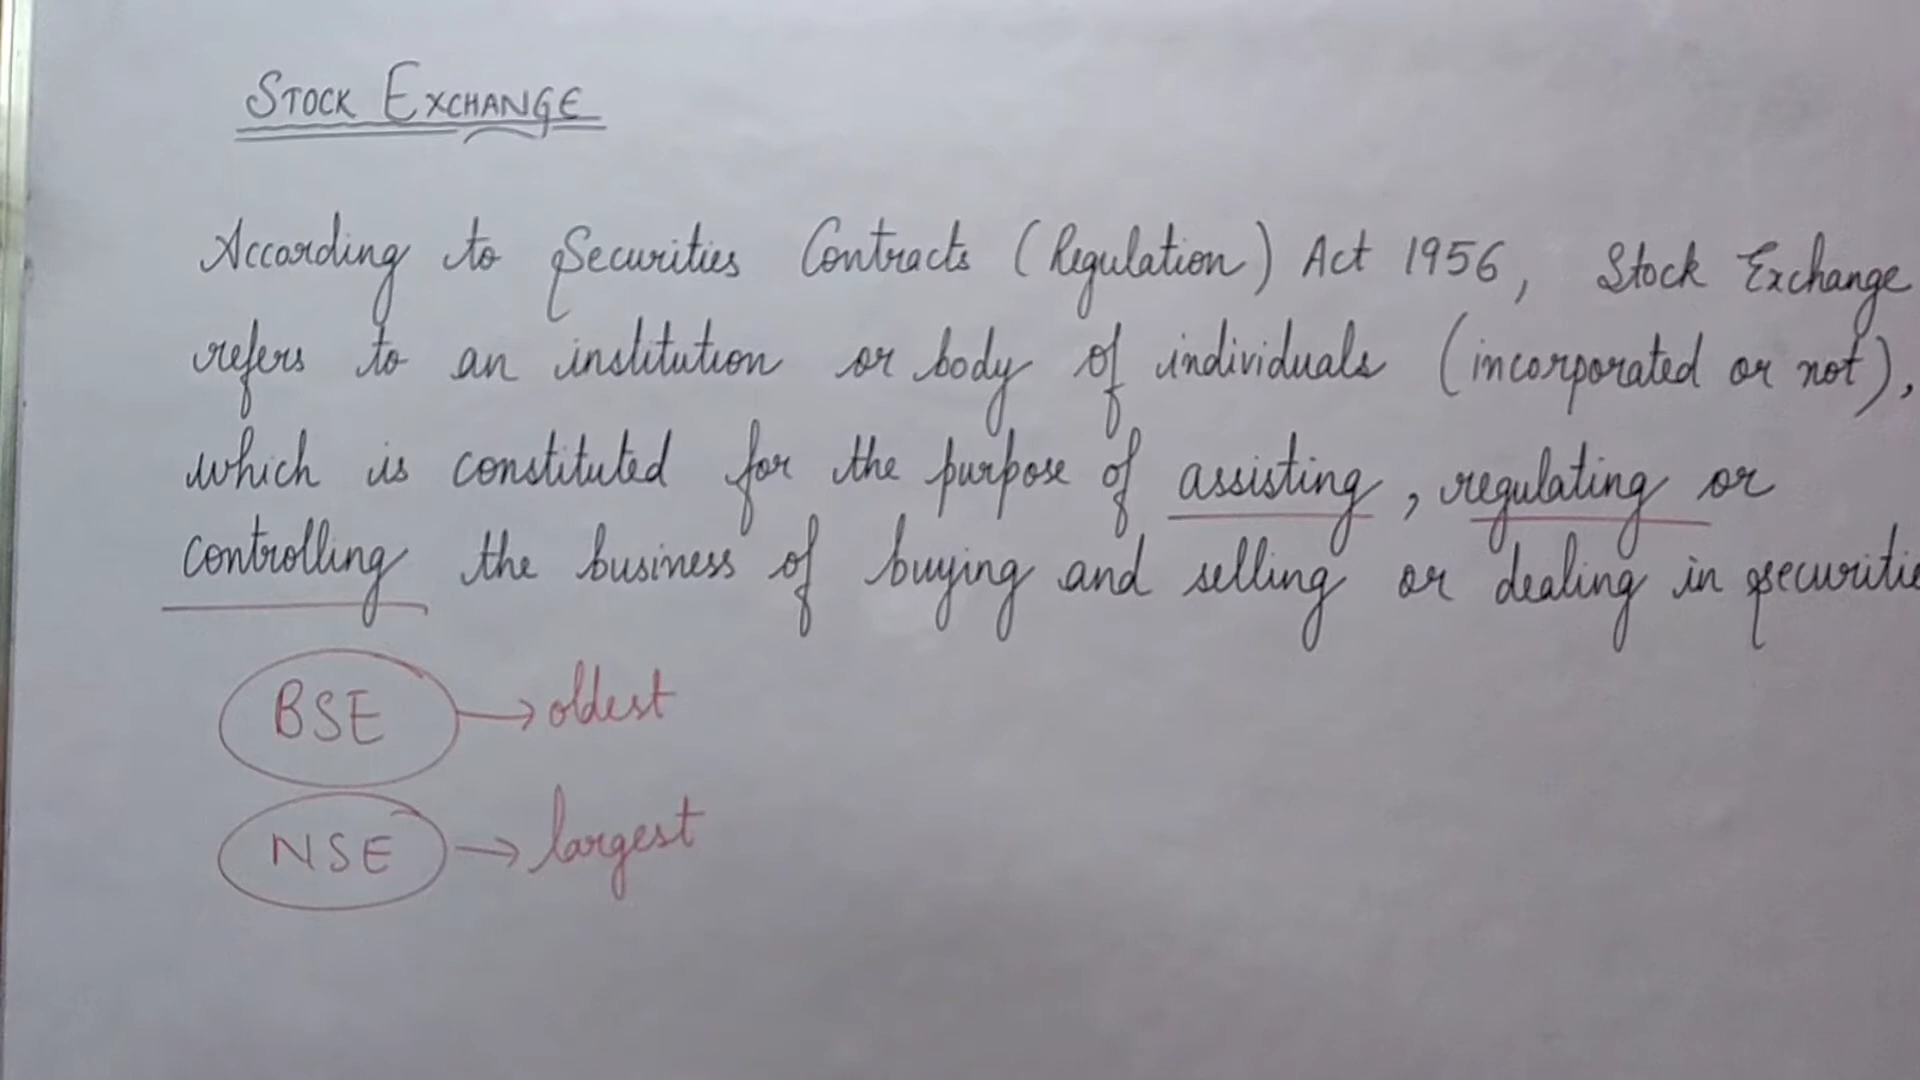 STOCK EXCHANGE
According to Securities Contracts (Regulation) Act 1956, Stock Exchange
refers to an institution or body of individuals (incorporated or not),
which is constituted for the purpose of assisting, regulating or
controlling the business of buying and selling or dealing in securitie
BSE → oldest
NSE → largest